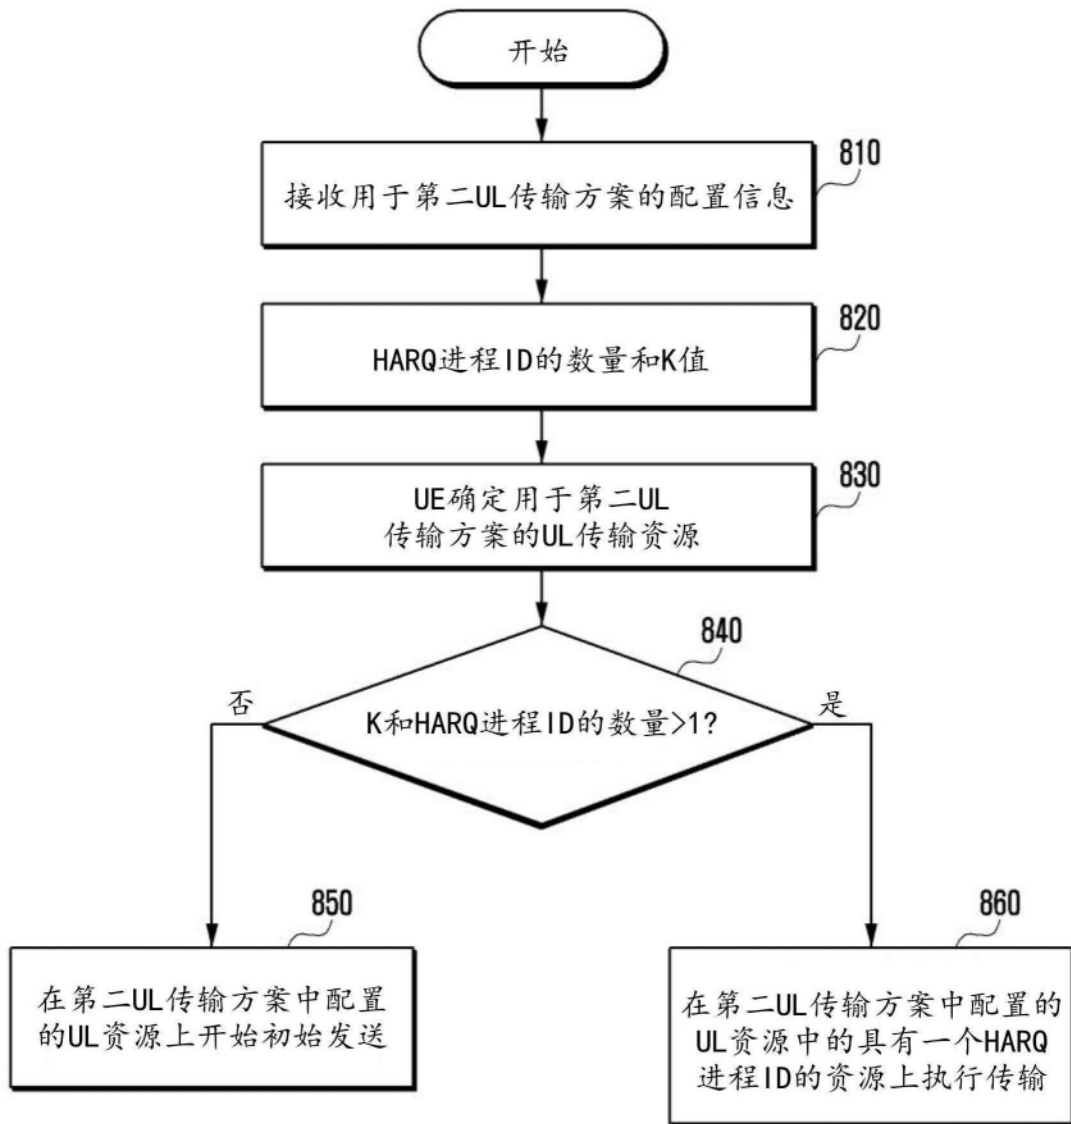 开始
810
接收用于第二UL传输方案的配置信息
820
HARQ进程ID的数量和K值
830
UE确定用于第二UL
传输方案的UL传输资源
840
K和HARQ进程ID的数量>1?
否
是
850
在第二UL传输方案中配置
的UL资源上开始初始发送
860
在第二UL传输方案中配置的
UL资源中的具有一个HARQ
进程ID的资源上执行传输